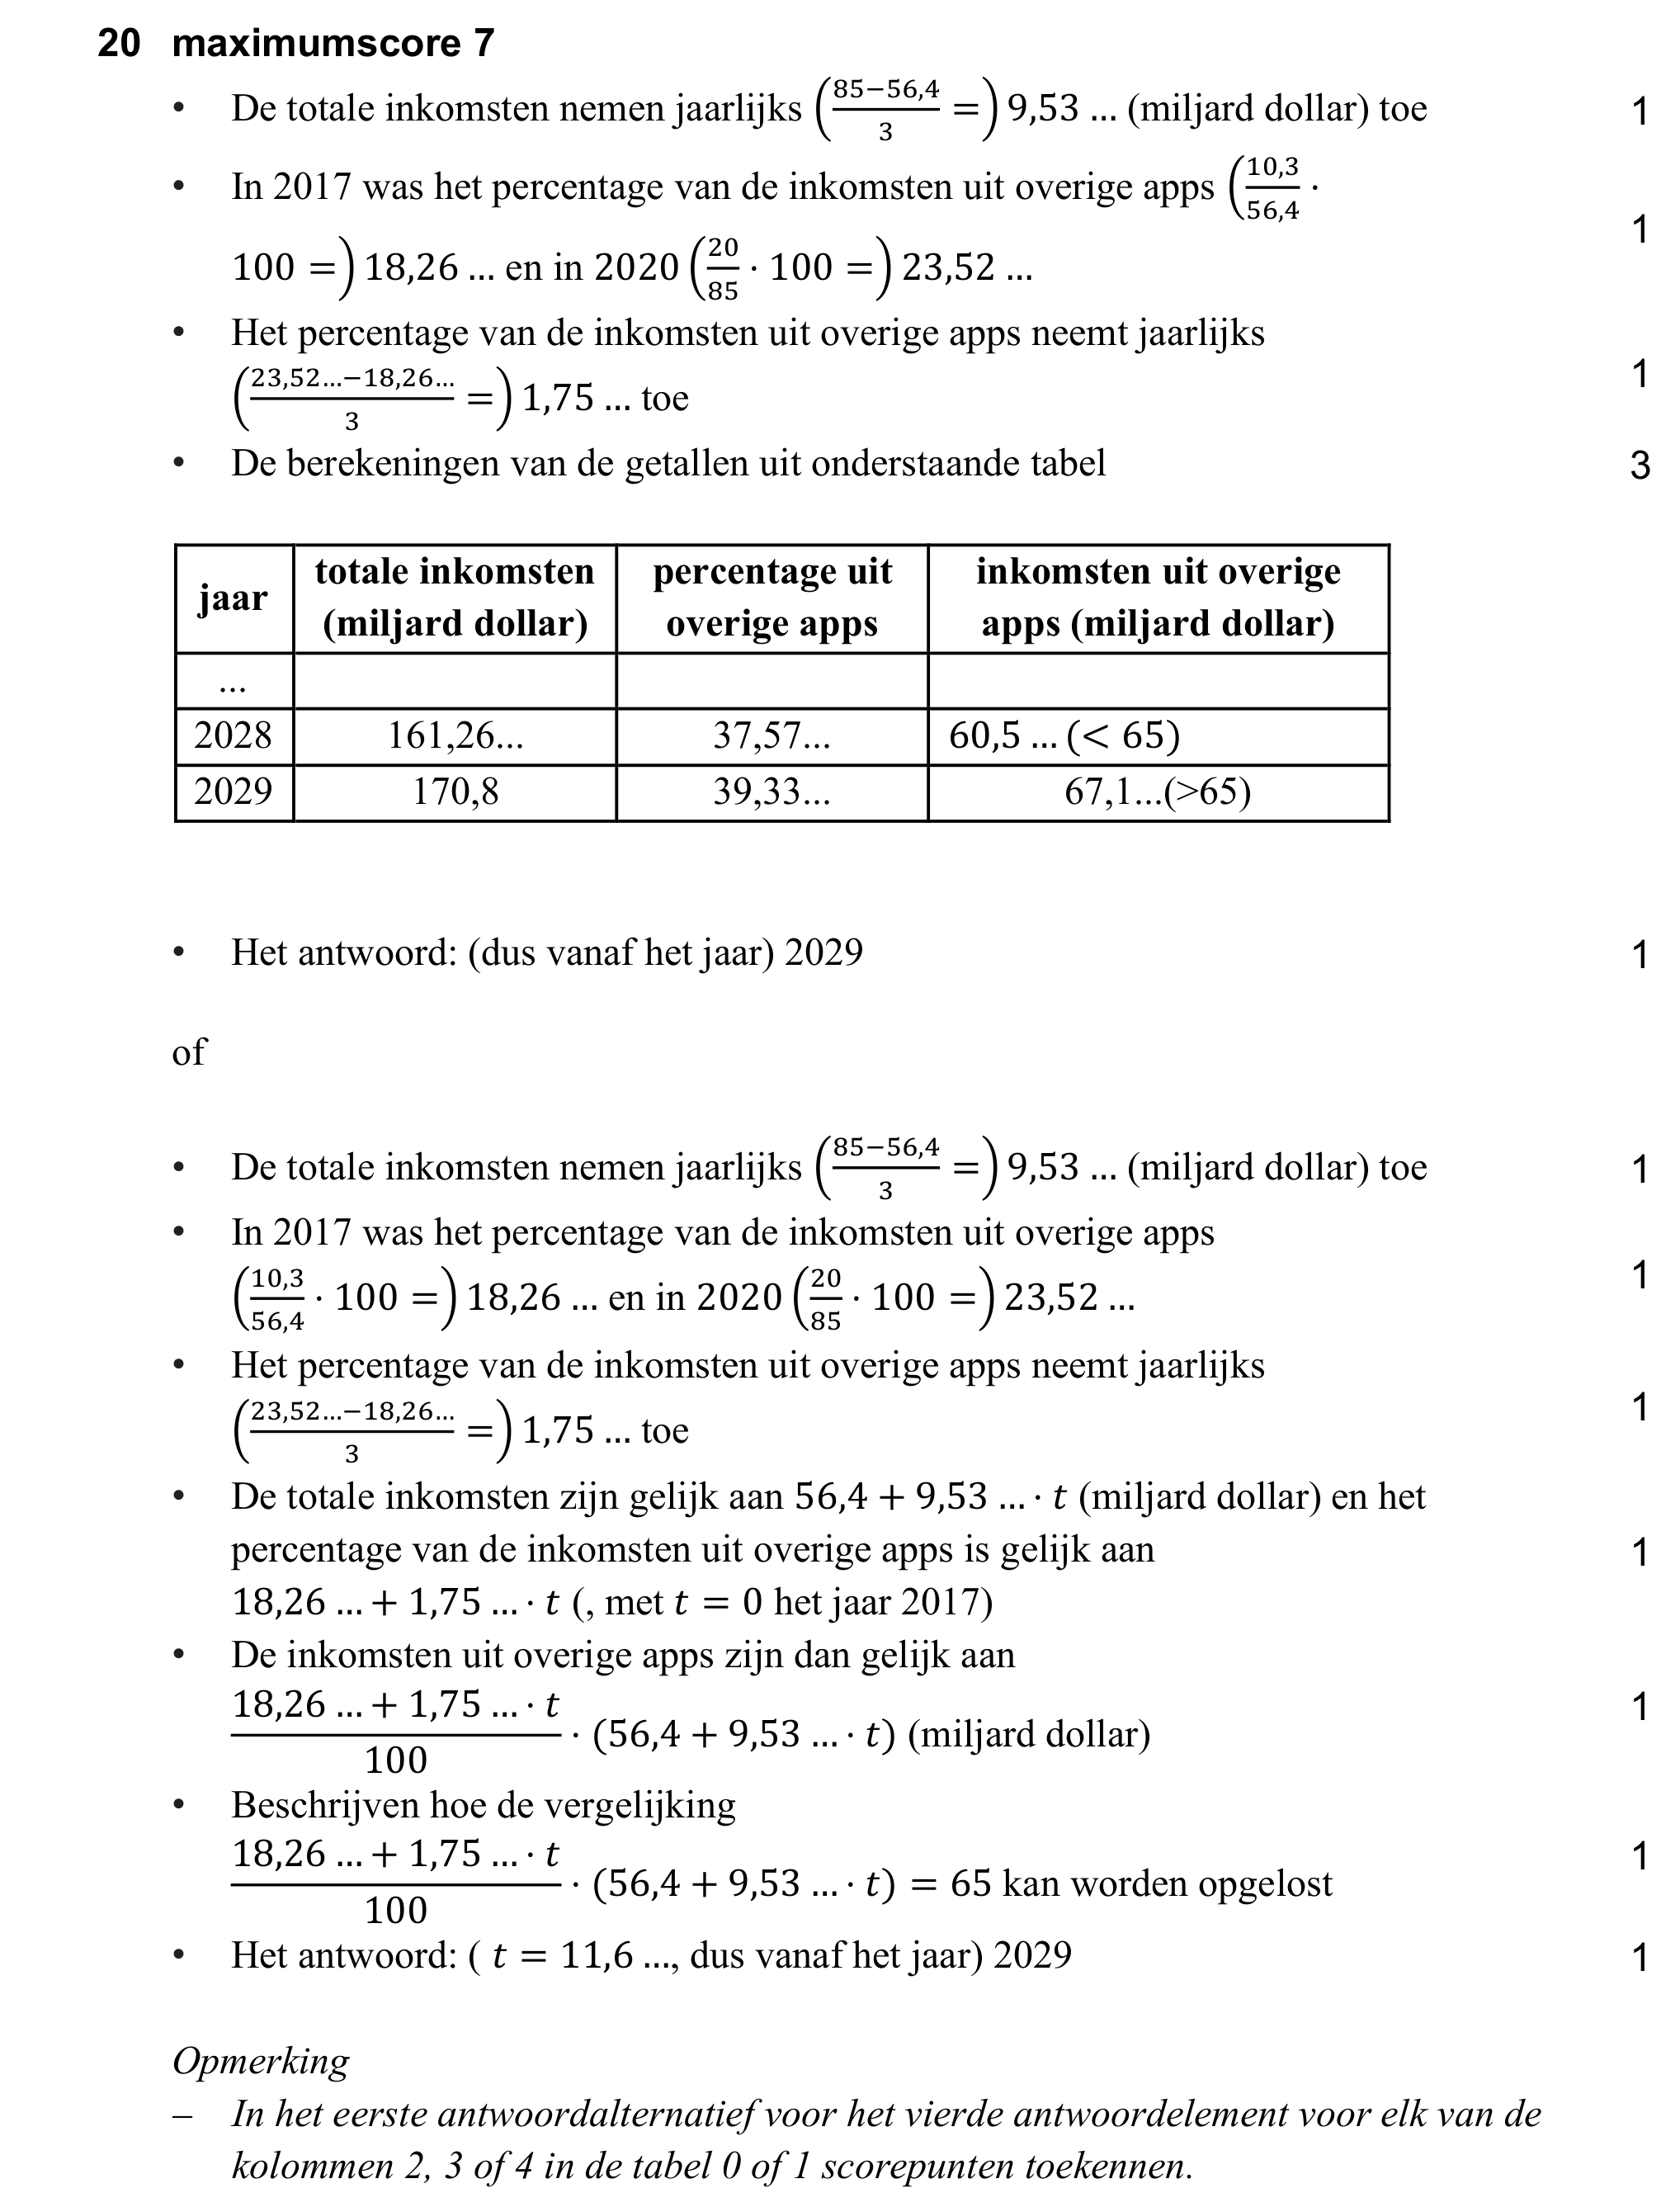 20 maximumscore 7
• De totale inkomsten nemen jaarlijks (\frac{85−56,4}{3} =) 9,53 … (miljard dollar) toe 1
• In 2017 was het percentage van de inkomsten uit overige apps (\frac{10,3}{56,4} ·
100 =) 18,26 … en in 2020 (\frac{20}{85} · 100 =) 23,52 … 1
• Het percentage van de inkomsten uit overige apps neemt jaarlijks
(\frac{23,52…−18,26…}{3} =) 1,75 … toe 1
• De berekeningen van de getallen uit onderstaande tabel 3
jaar | totale inkomsten (miljard dollar) | percentage uit overige apps | inkomsten uit overige apps (miljard dollar)
...
2028 | 161,26... | 37,57... | 60,5 … (< 65)
2029 | 170,8 | 39,33... | 67,1...(>65)
• Het antwoord: (dus vanaf het jaar) 2029 1
of
• De totale inkomsten nemen jaarlijks (\frac{85−56,4}{3} =) 9,53 … (miljard dollar) toe 1
• In 2017 was het percentage van de inkomsten uit overige apps
(\frac{10,3}{56,4} · 100 =) 18,26 … en in 2020 (\frac{20}{85} · 100 =) 23,52 … 1
• Het percentage van de inkomsten uit overige apps neemt jaarlijks
(\frac{23,52…−18,26…}{3} =) 1,75 … toe 1
• De totale inkomsten zijn gelijk aan 56,4 + 9,53 … · t (miljard dollar) en het
percentage van de inkomsten uit overige apps is gelijk aan 1
18,26 … + 1,75 … · t (, met t = 0 het jaar 2017)
• De inkomsten uit overige apps zijn dan gelijk aan
\frac{18,26 … + 1,75 … · t}{100} · (56,4 + 9,53 … · t) (miljard dollar) 1
• Beschrijven hoe de vergelijking
\frac{18,26 … + 1,75 … · t}{100} · (56,4 + 9,53 … · t) = 65 kan worden opgelost 1
• Het antwoord: ( t = 11,6 …, dus vanaf het jaar) 2029 1
Opmerking
– In het eerste antwoordalternatief voor het vierde antwoordelement voor elk van de
kolommen 2, 3 of 4 in de tabel 0 of 1 scorepunten toekennen.